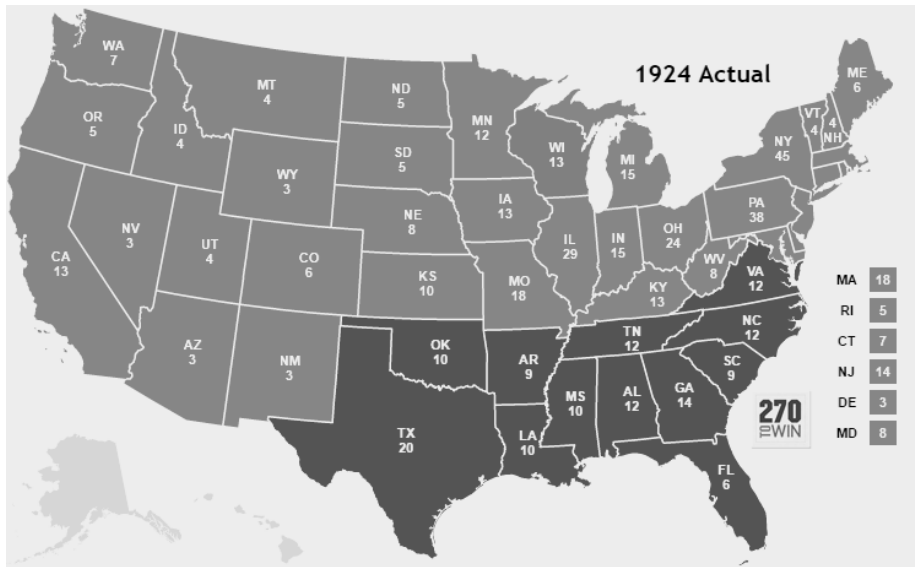 1924 Actual
WA
7
OR
5
CA
13
NV
3
ID
4
MT
4
WY
3
UT
4
CO
6
AZ
3
NM
3
ND
5
SD
5
NE
8
KS
10
OK
10
TX
20
MN
12
IA
13
MO
18
AR
9
LA
10
WI
13
IL
29
MI
15
IN
15
OH
24
KY
13
TN
12
MS
10
AL
12
GA
14
FL
6
SC
9
NC
12
VA
12
WV
8
PA
38
NY
45
VT
4
4
NH
ME
6
MA 18
RI 5
CT 7
NJ 14
DE 3
MD 8
270
TO WIN